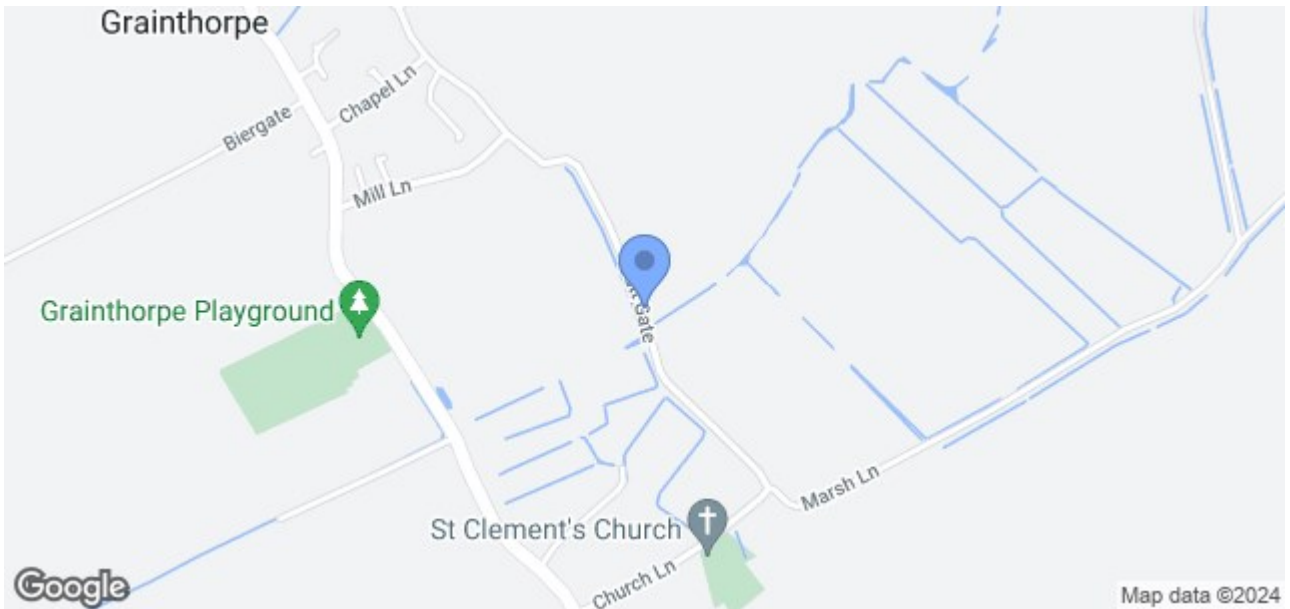 Grainthorpe
Chapel Ln
Biergate
Mill Ln
Grainthorpe Playground
Gate
Marsh Ln
St Clement's Church
Church Ln
Google
Map data ©2024